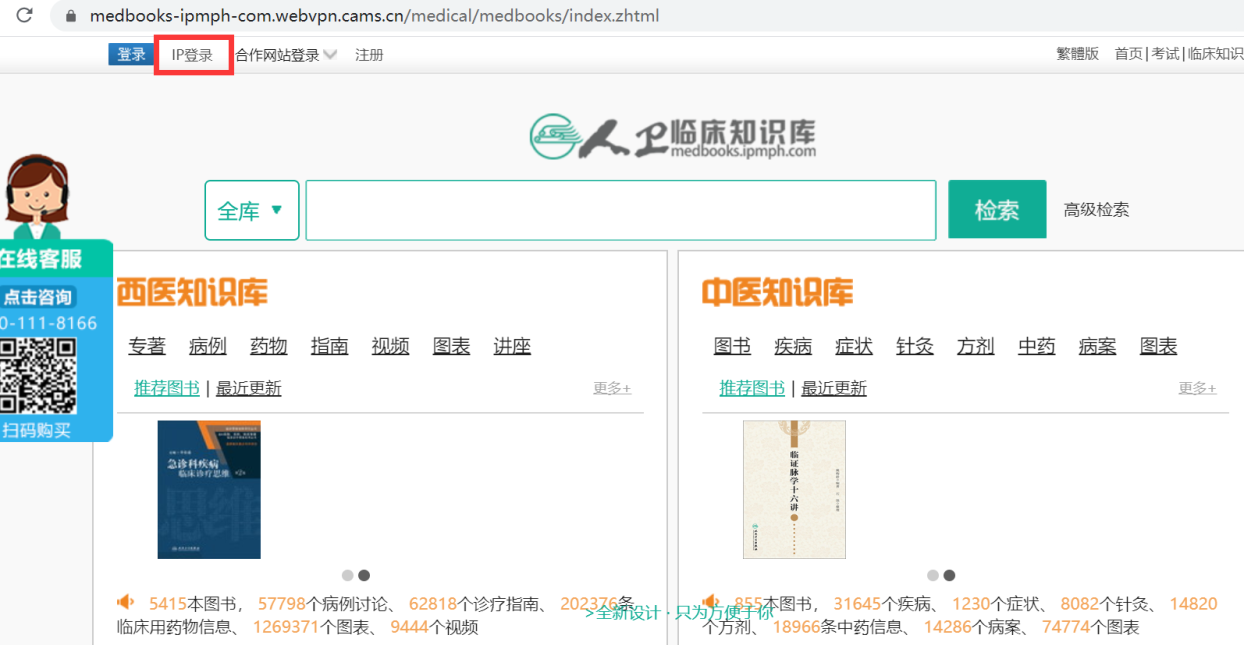 medbooks-ipmph-com.webvpn.cams.cn/medical/medbooks/index.zhtml
登录 IP登录 合作网站登录 注册 繁體版 首页|考试|临床知识
人卫临床知识库
medbooks.ipmph.com
全库 ▼ 检索 高级检索
在线客服
点击咨询
0-111-8166
扫码购买
西医知识库
专著 病例 药物 指南 视频 图表 讲座
推荐图书 | 最近更新 更多+
急诊科疾病
临床诊疗思维
5415本图书， 57798个病例讨论、 62818个诊疗指南、 202376条
临床用药物信息、 1269371个图表、 9444个视频
中医知识库
图书 疾病 症状 针灸 方剂 中药 病案 图表
推荐图书 | 最近更新 更多+
临证脉学十六讲
855本图书， 31645个疾病、 1230个症状、 8082个针灸、 14820
个方剂、 18966条中药信息、 14286个病案、 74774个图表
>全新设计 · 只为方便于你